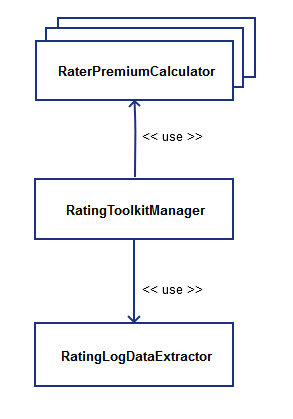 RaterPremiumCalculator
<< use >>
RatingToolkitManager
<< use >>
RatingLogDataExtractor